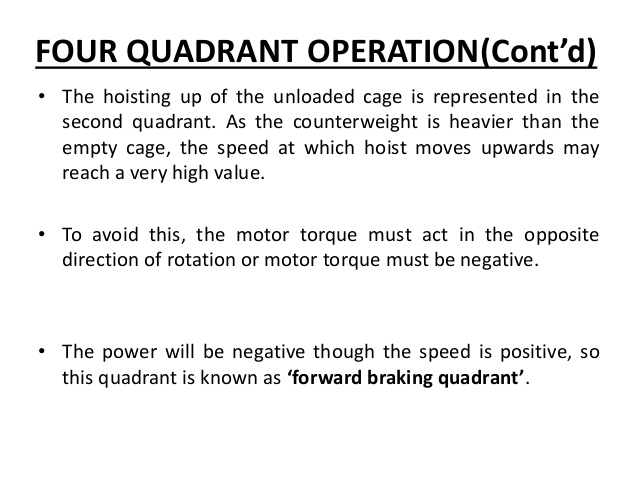 FOUR QUADRANT OPERATION(Cont’d)
• The hoisting up of the unloaded cage is represented in the
second quadrant. As the counterweight is heavier than the
empty cage, the speed at which hoist moves upwards may
reach a very high value.
• To avoid this, the motor torque must act in the opposite
direction of rotation or motor torque must be negative.
• The power will be negative though the speed is positive, so
this quadrant is known as ‘forward braking quadrant’.